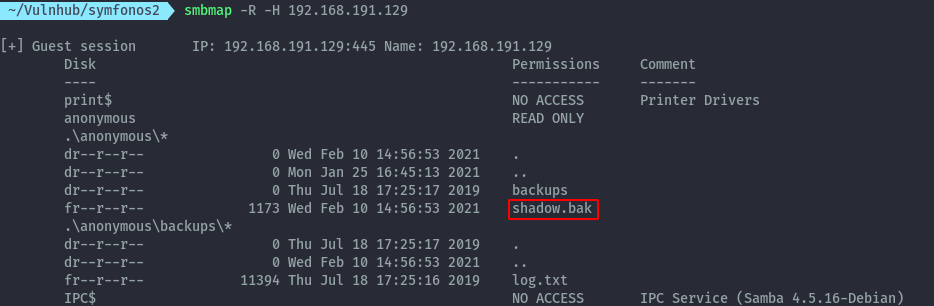 ~/Vulnhub/symfonos2 smbmap -R -H 192.168.191.129
[+] Guest session IP: 192.168.191.129:445 Name: 192.168.191.129
Disk Permissions Comment
---- ----------- -------
print$ NO ACCESS Printer Drivers
anonymous READ ONLY
.\anonymous\*
dr--r--r-- 0 Wed Feb 10 14:56:53 2021 .
dr--r--r-- 0 Mon Jan 25 16:45:13 2021 ..
dr--r--r-- 0 Thu Jul 18 17:25:17 2019 backups
fr--r--r-- 1173 Wed Feb 10 14:56:53 2021 shadow.bak
.\anonymous\backups\*
dr--r--r-- 0 Thu Jul 18 17:25:17 2019 .
dr--r--r-- 0 Wed Feb 10 14:56:53 2021 ..
fr--r--r-- 11394 Thu Jul 18 17:25:16 2019 log.txt
IPC$ NO ACCESS IPC Service (Samba 4.5.16-Debian)